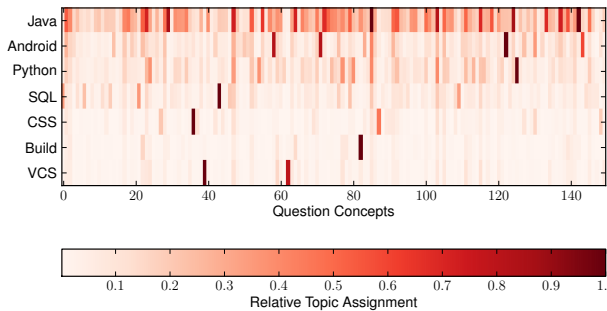 Java
Android
Python
SQL
CSS
Build
VCS
0 20 40 60 80 100 120 140
Question Concepts
0.1 0.2 0.3 0.4 0.5 0.6 0.7 0.8 0.9 1.
Relative Topic Assignment